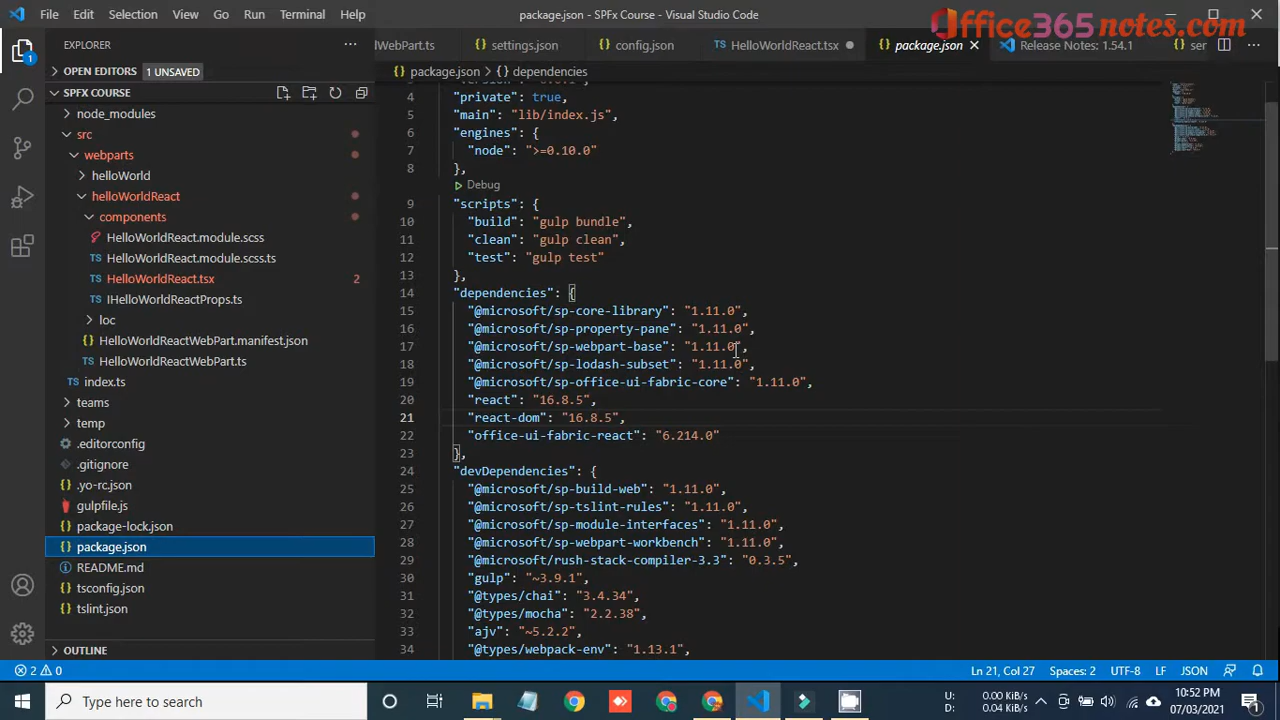 File Edit Selection View Go Run Terminal Help
package.json - SPFx Course - Visual Studio Code
Office365notes.com
EXPLORER
lWebPart.ts settings.json config.json HelloWorldReact.tsx package.json Release Notes: 1.54.1 ser
OPEN EDITORS 1 UNSAVED
package.json > {} dependencies
SPFX COURSE
node_modules
src
webparts
helloWorld
helloWorldReact
components
HelloWorldReact.module.scss
HelloWorldReact.module.scss.ts
HelloWorldReact.tsx 2
IHelloWorldReactProps.ts
loc
HelloWorldReactWebPart.manifest.json
HelloWorldReactWebPart.ts
index.ts
teams
temp
.editorconfig
.gitignore
.yo-rc.json
gulpfile.js
package-lock.json
package.json
README.md
tsconfig.json
tslint.json
OUTLINE
4 "private": true,
5 "main": "lib/index.js",
6 "engines": {
7 "node": ">=0.10.0"
8 },
Debug
9 "scripts": {
10 "build": "gulp bundle",
11 "clean": "gulp clean",
12 "test": "gulp test"
13 },
14 "dependencies": {
15 "@microsoft/sp-core-library": "1.11.0",
16 "@microsoft/sp-property-pane": "1.11.0",
17 "@microsoft/sp-webpart-base": "1.11.0",
18 "@microsoft/sp-lodash-subset": "1.11.0",
19 "@microsoft/sp-office-ui-fabric-core": "1.11.0",
20 "react": "16.8.5",
21 "react-dom": "16.8.5",
22 "office-ui-fabric-react": "6.214.0"
23 },
24 "devDependencies": {
25 "@microsoft/sp-build-web": "1.11.0",
26 "@microsoft/sp-tslint-rules": "1.11.0",
27 "@microsoft/sp-module-interfaces": "1.11.0",
28 "@microsoft/sp-webpart-workbench": "1.11.0",
29 "@microsoft/rush-stack-compiler-3.3": "0.3.5",
30 "gulp": "~3.9.1",
31 "@types/chai": "3.4.34",
32 "@types/mocha": "2.2.38",
33 "ajv": "~5.2.2",
34 "@types/webpack-env": "1.13.1",
2 0 Ln 21, Col 27 Spaces: 2 UTF-8 LF JSON
Type here to search
U: 0.00 KiB/s
D: 0.04 KiB/s
10:52 PM
07/03/2021
1